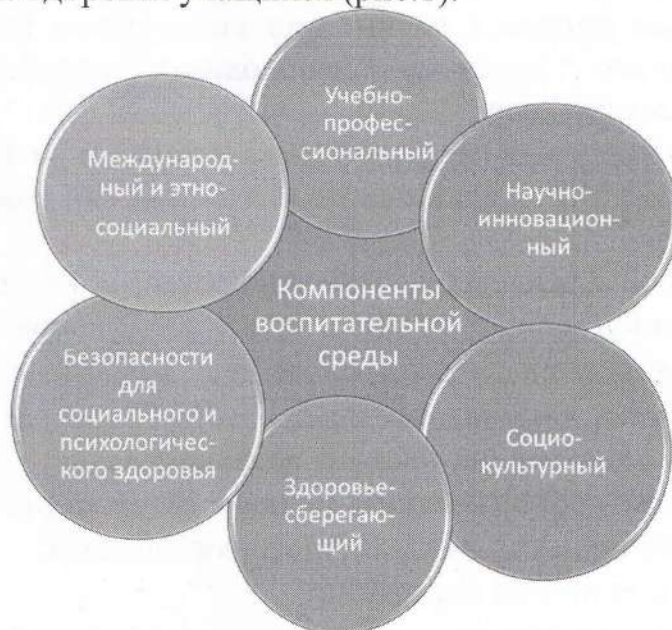 Учебно-
профес-
сиональный
Научно-
инновацион-
ный
Социо-
культурный
Здоровье-
сберегаю-
щий
Безопасности
для
социального и
психологичес-
кого здоровья
Международ-
ный и этно-
социальный
Компоненты
воспитательной
среды